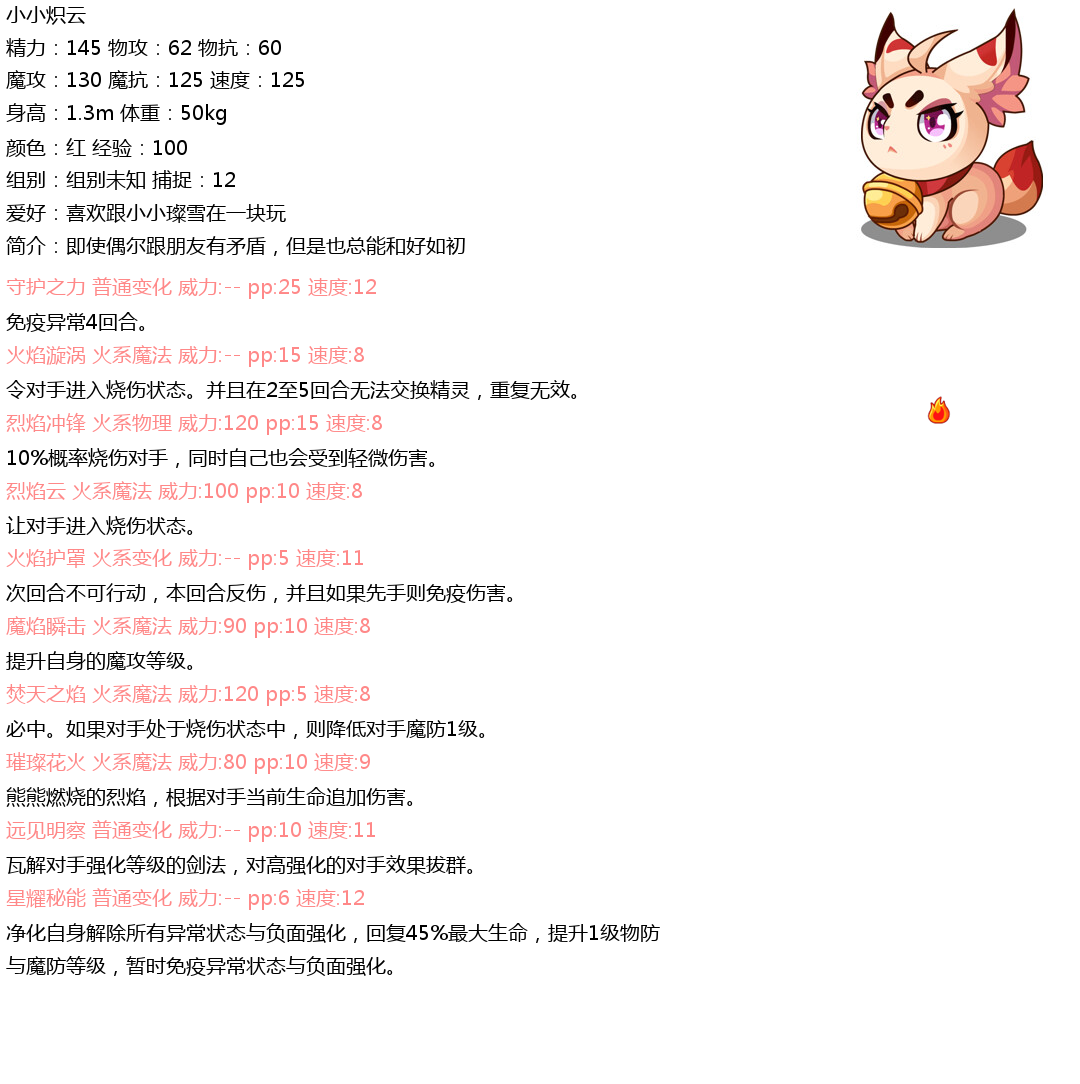 小小炽云
精力：145 物攻：62 物抗：60
魔攻：130 魔抗：125 速度：125
身高：1.3m 体重：50kg
颜色：红 经验：100
组别：组别未知 捕捉：12
爱好：喜欢跟小小璨雪在一块玩
简介：即使偶尔跟朋友有矛盾，但是也总能和好如初
守护之力 普通变化 威力:-- pp:25 速度:12
免疫异常4回合。
火焰漩涡 火系魔法 威力:-- pp:15 速度:8
令对手进入烧伤状态。并且在2至5回合无法交换精灵，重复无效。
烈焰冲锋 火系物理 威力:120 pp:15 速度:8
10%概率烧伤对手，同时自己也会受到轻微伤害。
烈焰云 火系魔法 威力:100 pp:10 速度:8
让对手进入烧伤状态。
火焰护罩 火系变化 威力:-- pp:5 速度:11
次回合不可行动，本回合反伤，并且如果先手则免疫伤害。
魔焰瞬击 火系魔法 威力:90 pp:10 速度:8
提升自身的魔攻等级。
焚天之焰 火系魔法 威力:120 pp:5 速度:8
必中。如果对手处于烧伤状态中，则降低对手魔防1级。
璀璨花火 火系魔法 威力:80 pp:10 速度:9
熊熊燃烧的烈焰，根据对手当前生命追加伤害。
远见明察 普通变化 威力:-- pp:10 速度:11
瓦解对手强化等级的剑法，对高强化的对手效果拔群。
星耀秘能 普通变化 威力:-- pp:6 速度:12
净化自身解除所有异常状态与负面强化，回复45%最大生命，提升1级物防
与魔防等级，暂时免疫异常状态与负面强化。